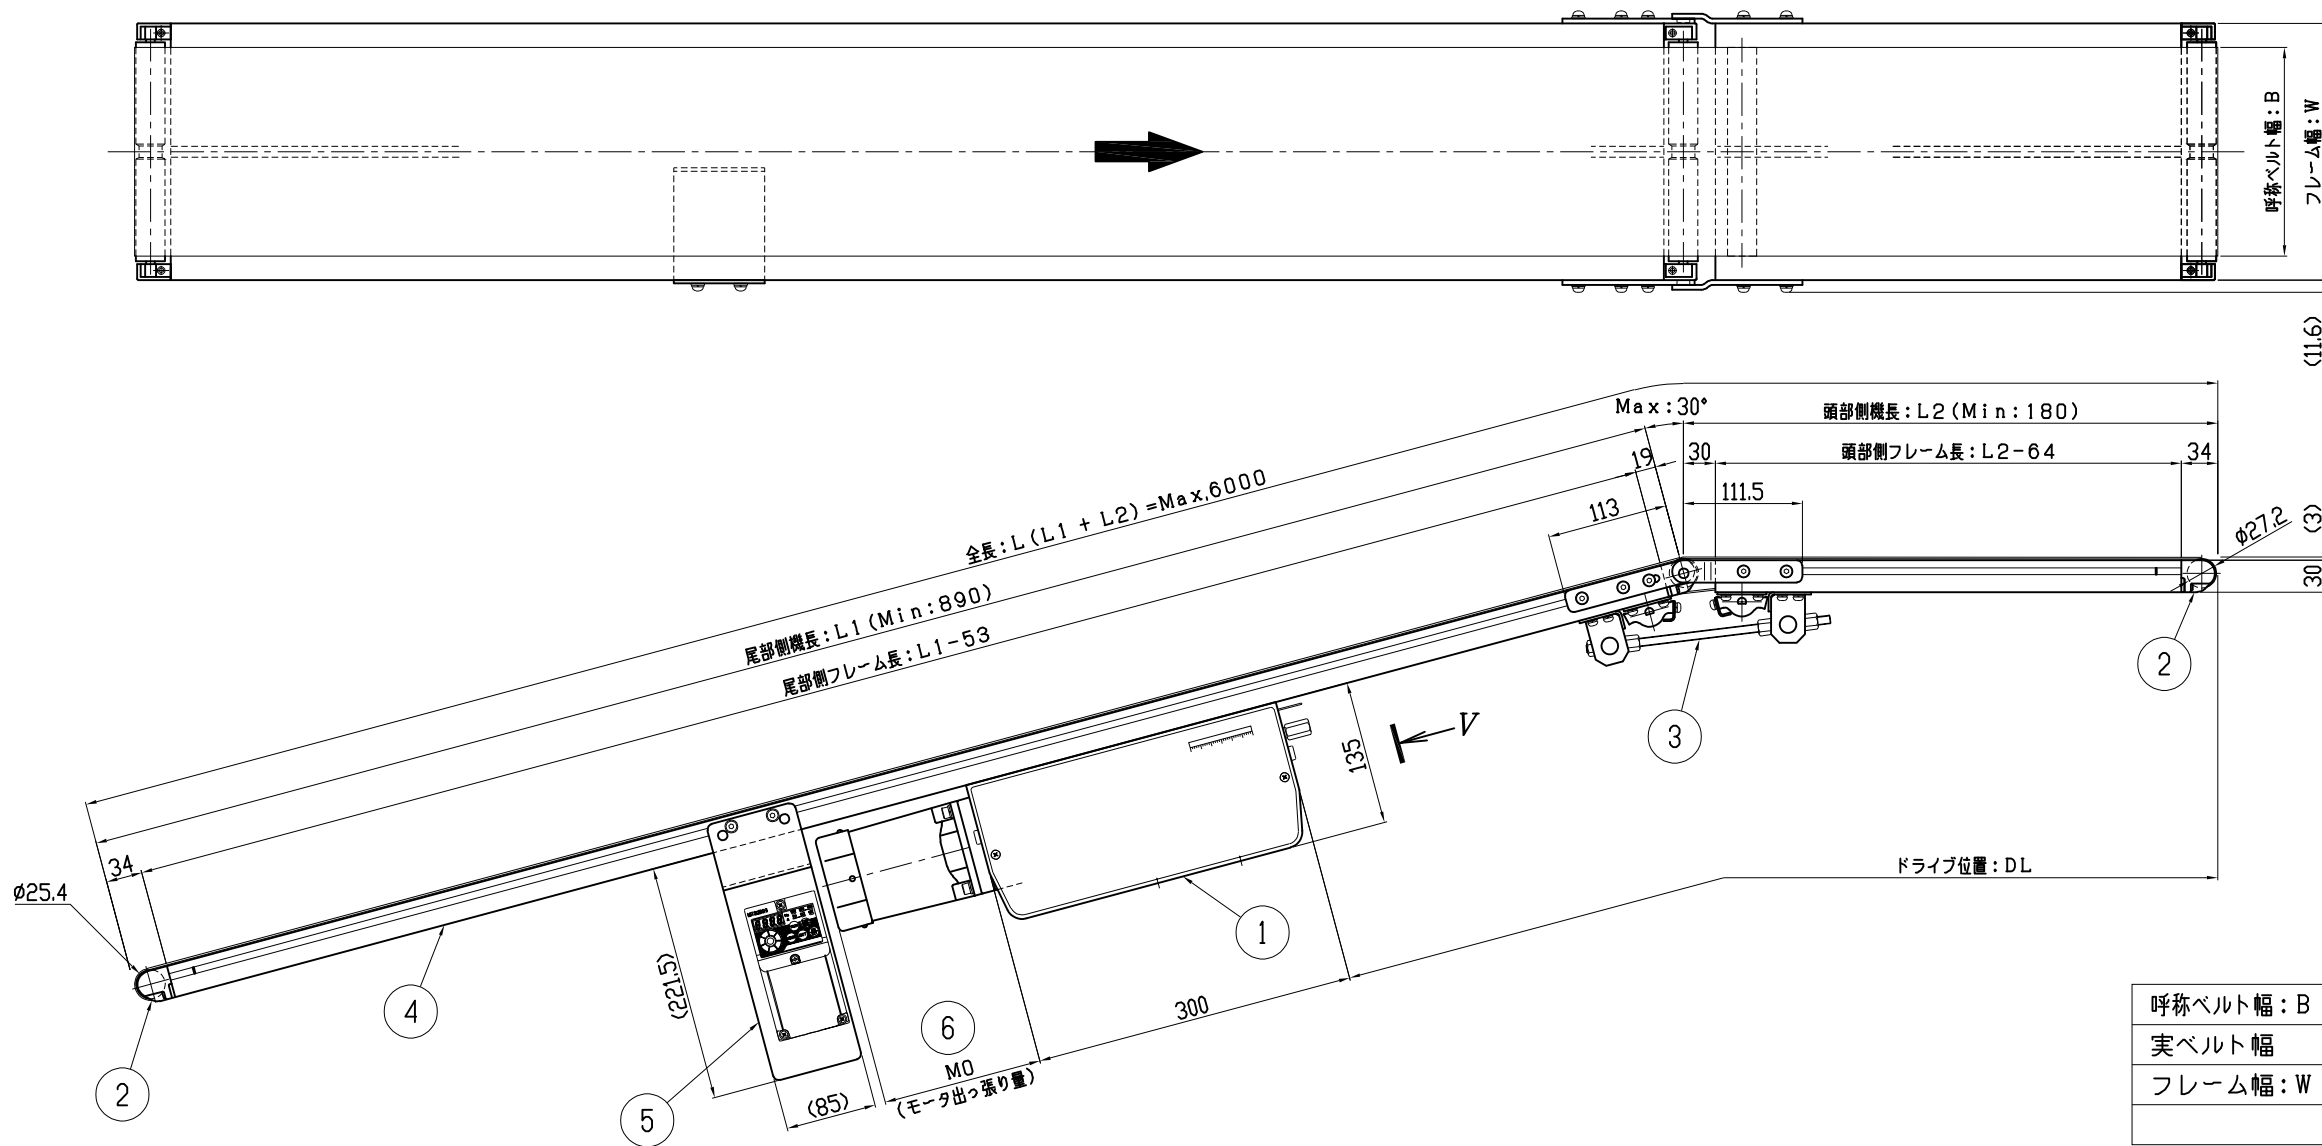 呼称ベルト幅：B
フレーム幅：W
(11.6)
Max：30°
頭部側機長：L2(Min：180)
19
30
頭部側フレーム長：L2-64
34
全長：L(L1 + L2)=Max.6000
113
111.5
(3)
φ27.2
30
尾部側機長：L1(Min：890)
尾部側フレーム長：L1-53
2
3
V
135
34
φ25.4
ドライブ位置：DL
1
(221.5)
4
300
6
M0
(モータ出っ張り量)
2
5
(85)
呼称ベルト幅：B
実ベルト幅
フレーム幅：W